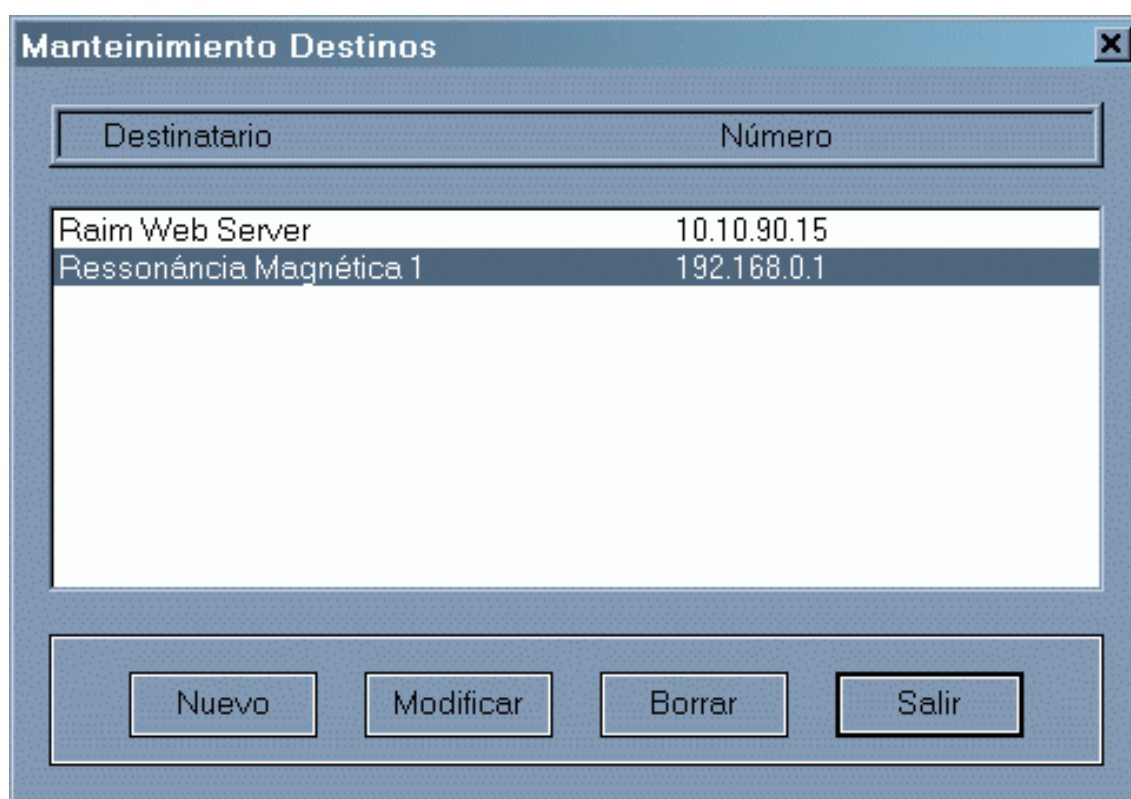 Manteinimiento Destinos
Destinatario Número
Raim Web Server 10.10.90.15
Ressonáncia Magnética 1 192.168.0.1
Nuevo Modificar Borrar Salir